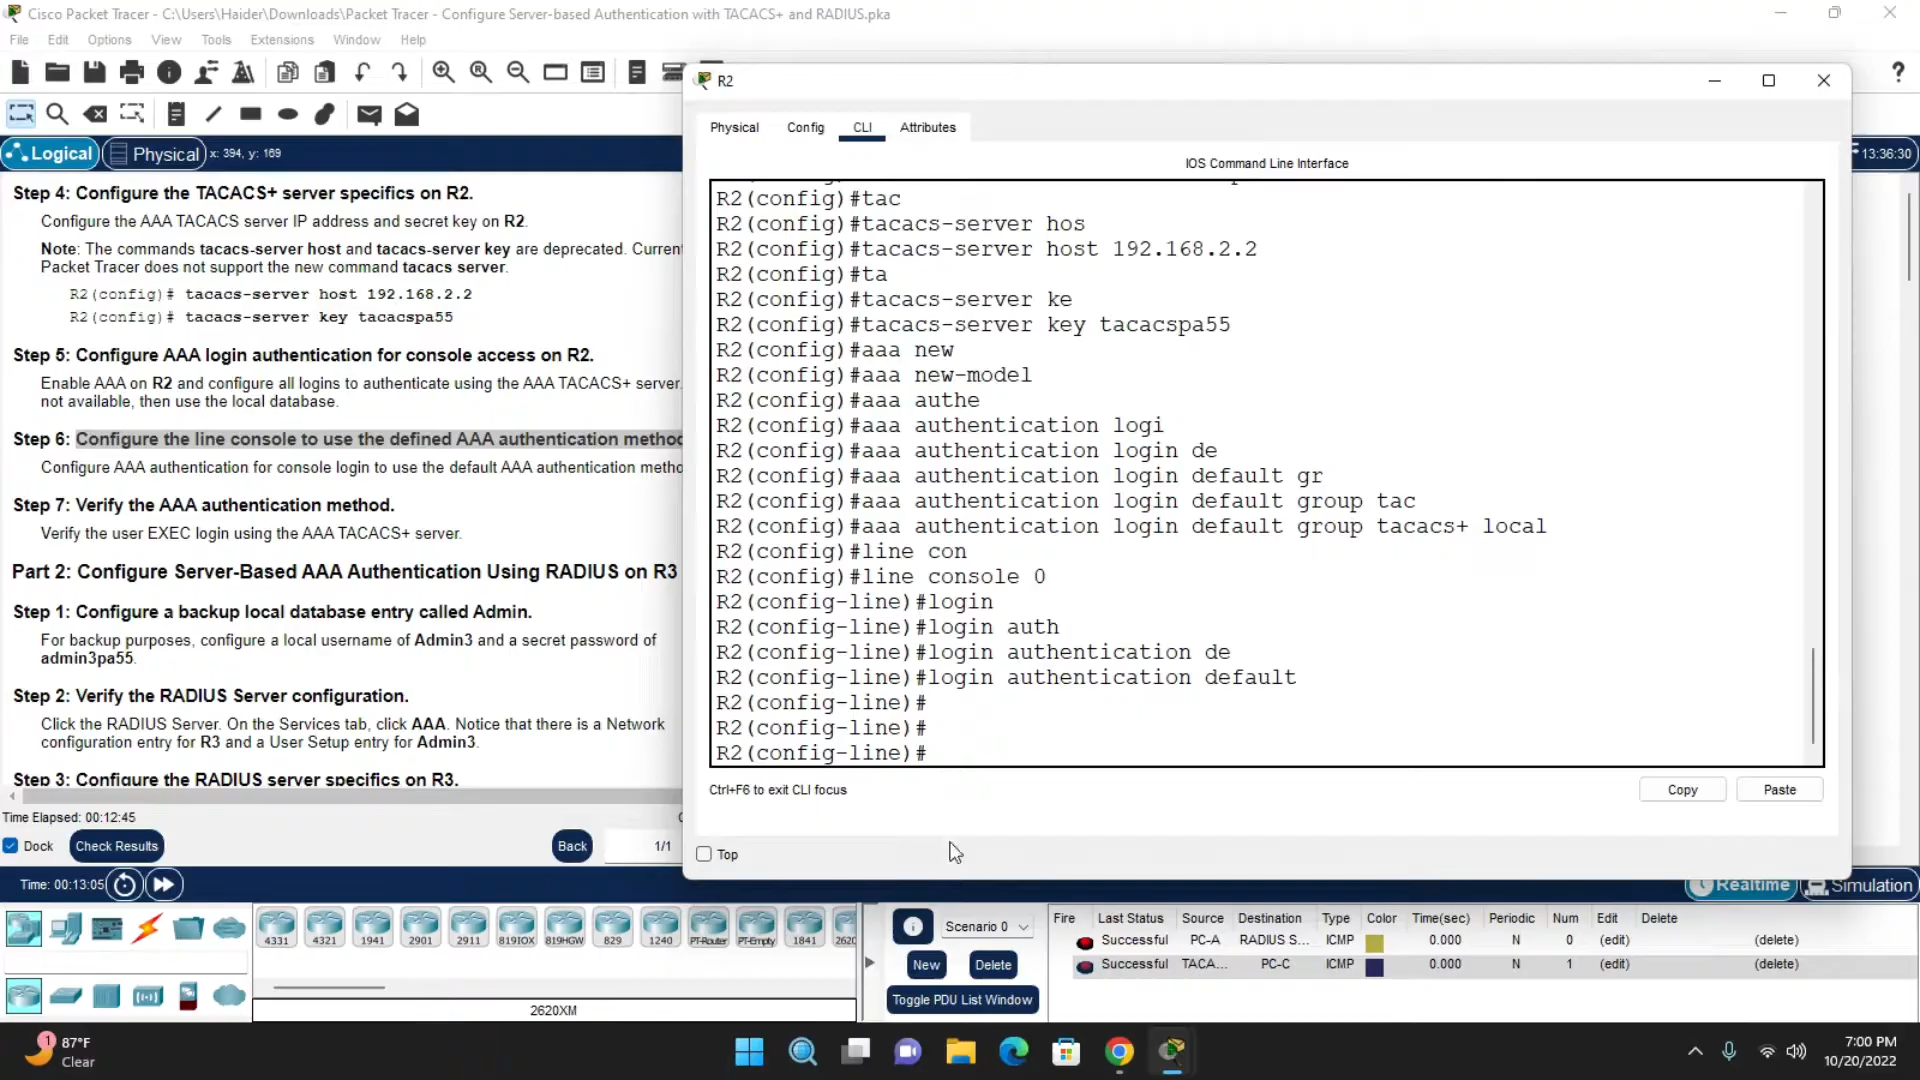 Cisco Packet Tracer - C:\Users\Haider\Downloads\Packet Tracer - Configure Server-based Authentication with TACACS+ and RADIUS.pka
File Edit Options View Tools Extensions Window Help
Logical Physical x: 394, y: 169
13:36:30
Step 4: Configure the TACACS+ server specifics on R2.
Configure the AAA TACACS server IP address and secret key on R2.
Note: The commands tacacs-server host and tacacs-server key are deprecated. Curren
Packet Tracer does not support the new command tacacs server.
R2(config)# tacacs-server host 192.168.2.2
R2(config)# tacacs-server key tacacspa55
Step 5: Configure AAA login authentication for console access on R2.
Enable AAA on R2 and configure all logins to authenticate using the AAA TACACS+ server.
not available, then use the local database.
Step 6: Configure the line console to use the defined AAA authentication method
Configure AAA authentication for console login to use the default AAA authentication metho
Step 7: Verify the AAA authentication method.
Verify the user EXEC login using the AAA TACACS+ server.
Part 2: Configure Server-Based AAA Authentication Using RADIUS on R3
Step 1: Configure a backup local database entry called Admin.
For backup purposes, configure a local username of Admin3 and a secret password of
admin3pa55.
Step 2: Verify the RADIUS Server configuration.
Click the RADIUS Server. On the Services tab, click AAA. Notice that there is a Network
configuration entry for R3 and a User Setup entry for Admin3.
Step 3: Configure the RADIUS server specifics on R3.
Time Elapsed: 00:12:45
Dock Check Results Back 1/1
R2
Physical Config CLI Attributes
IOS Command Line Interface
R2(config)#tac
R2(config)#tacacs-server hos
R2(config)#tacacs-server host 192.168.2.2
R2(config)#ta
R2(config)#tacacs-server ke
R2(config)#tacacs-server key tacacspa55
R2(config)#aaa new
R2(config)#aaa new-model
R2(config)#aaa authe
R2(config)#aaa authentication logi
R2(config)#aaa authentication login de
R2(config)#aaa authentication login default gr
R2(config)#aaa authentication login default group tac
R2(config)#aaa authentication login default group tacacs+ local
R2(config)#line con
R2(config)#line console 0
R2(config-line)#login
R2(config-line)#login auth
R2(config-line)#login authentication de
R2(config-line)#login authentication default
R2(config-line)#
R2(config-line)#
R2(config-line)#
Ctrl+F6 to exit CLI focus
Copy Paste
Top
Time: 00:13:05
Realtime Simulation
4331 4321 1941 2901 2911 819IOX 819HGW 829 1240 PT-Router PT-Empty 1841 2620
2620XM
Scenario 0
New Delete
Toggle PDU List Window
Fire Last Status Source Destination Type Color Time(sec) Periodic Num Edit Delete
Successful PC-A RADIUS S... ICMP 0.000 N 0 (edit) (delete)
Successful TACA... PC-C ICMP 0.000 N 1 (edit) (delete)
1
87°F
Clear
7:00 PM
10/20/2022